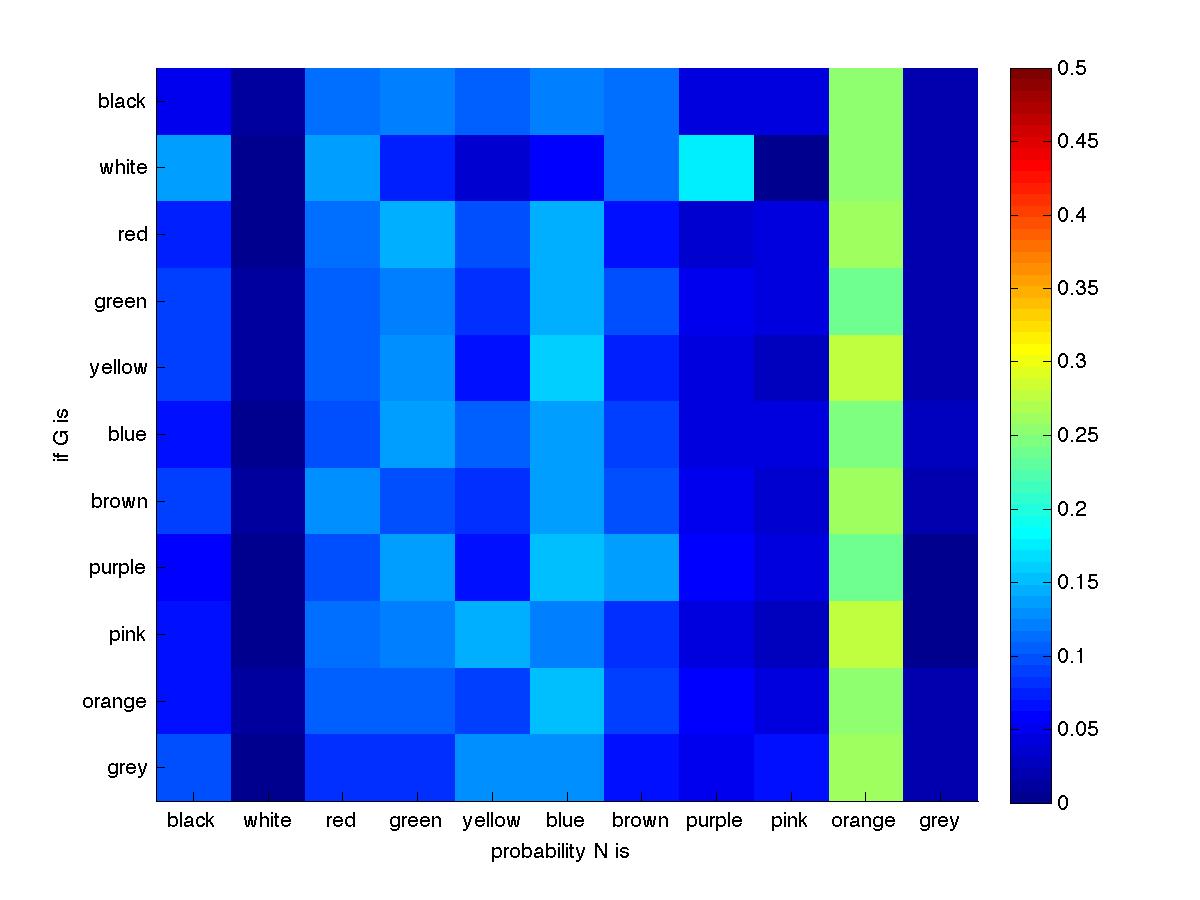 black
white
red
green
yellow
blue
brown
purple
pink
orange
grey
if G is
black white red green yellow blue brown purple pink orange grey
probability N is
0.5
0.45
0.4
0.35
0.3
0.25
0.2
0.15
0.1
0.05
0